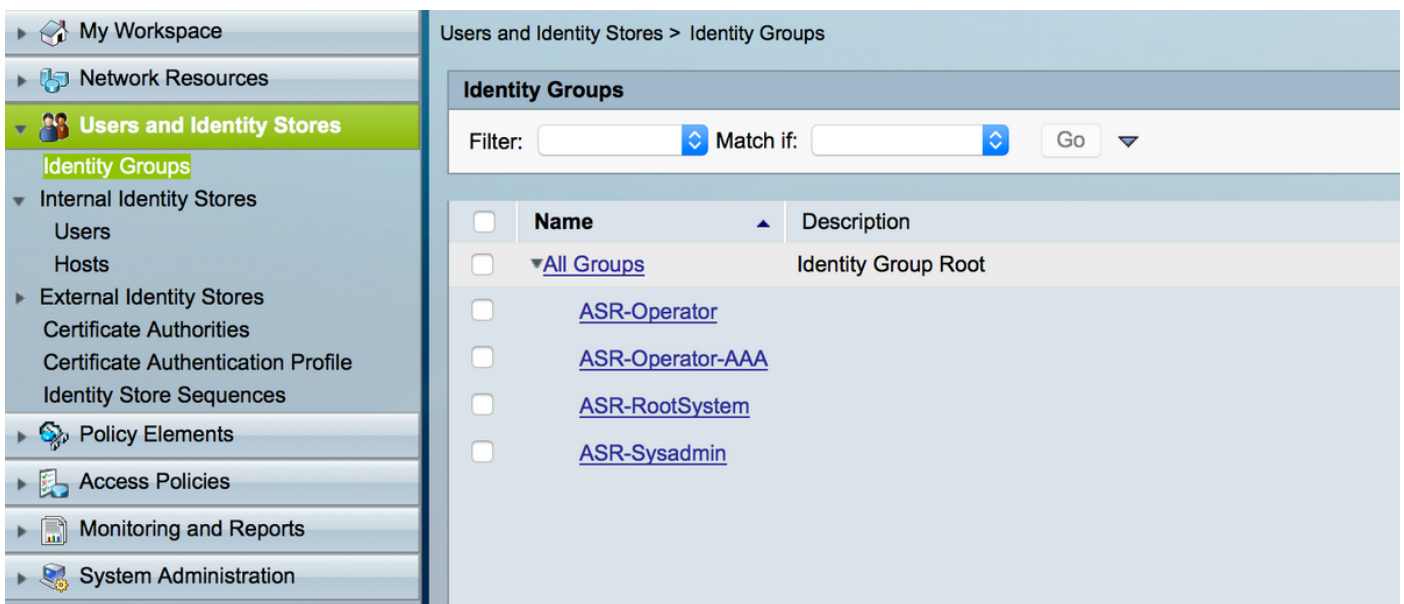 My Workspace
Network Resources
Users and Identity Stores
Identity Groups
Internal Identity Stores
Users
Hosts
External Identity Stores
Certificate Authorities
Certificate Authentication Profile
Identity Store Sequences
Policy Elements
Access Policies
Monitoring and Reports
System Administration
Users and Identity Stores > Identity Groups
Identity Groups
Filter: Match if: Go
Name Description
All Groups Identity Group Root
ASR-Operator
ASR-Operator-AAA
ASR-RootSystem
ASR-Sysadmin